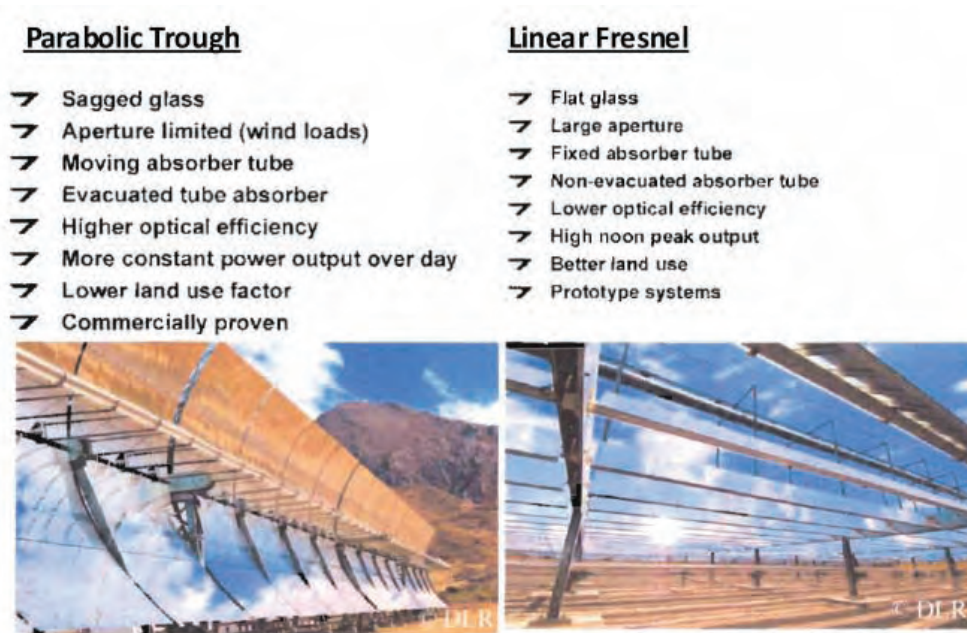 Parabolic Trough
Sagged glass
Aperture limited (wind loads)
Moving absorber tube
Evacuated tube absorber
Higher optical efficiency
More constant power output over day
Lower land use factor
Commercially proven
Linear Fresnel
Flat glass
Large aperture
Fixed absorber tube
Non-evacuated absorber tube
Lower optical efficiency
High noon peak output
Better land use
Prototype systems
© DLR
© DLR